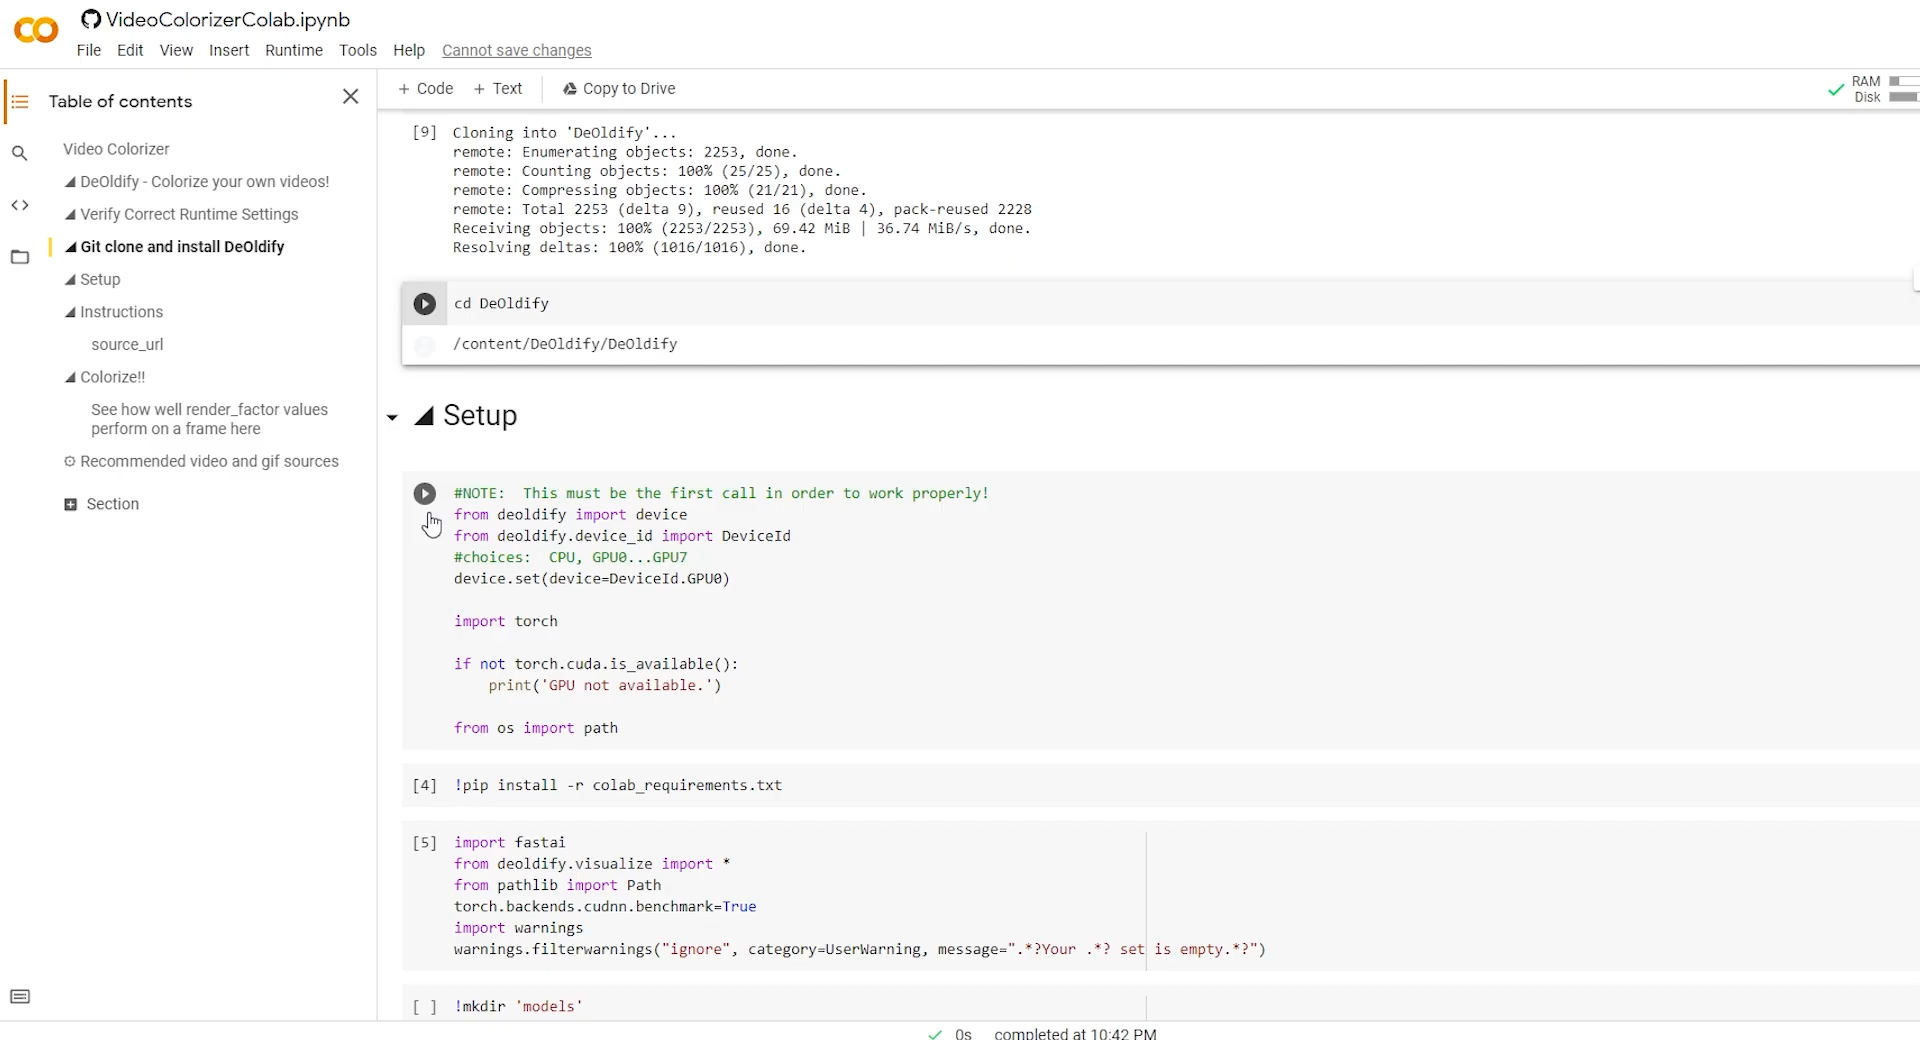 VideoColorizerColab.ipynb
File Edit View Insert Runtime Tools Help Cannot save changes
Table of contents
+ Code + Text Copy to Drive
RAM
Disk
Video Colorizer
DeOldify - Colorize your own videos!
Verify Correct Runtime Settings
Git clone and install DeOldify
Setup
Instructions
source_url
Colorize!!
See how well render_factor values
perform on a frame here
Recommended video and gif sources
Section
[9] Cloning into 'DeOldify'...
remote: Enumerating objects: 2253, done.
remote: Counting objects: 100% (25/25), done.
remote: Compressing objects: 100% (21/21), done.
remote: Total 2253 (delta 9), reused 16 (delta 4), pack-reused 2228
Receiving objects: 100% (2253/2253), 69.42 MiB | 36.74 MiB/s, done.
Resolving deltas: 100% (1016/1016), done.
cd DeOldify
/content/DeOldify/DeOldify
Setup
#NOTE:  This must be the first call in order to work properly!
from deoldify import device
from deoldify.device_id import DeviceId
#choices:  CPU, GPU0...GPU7
device.set(device=DeviceId.GPU0)
import torch
if not torch.cuda.is_available():
    print('GPU not available.')
from os import path
[4] !pip install -r colab_requirements.txt
[5] import fastai
from deoldify.visualize import *
from pathlib import Path
torch.backends.cudnn.benchmark=True
import warnings
warnings.filterwarnings("ignore", category=UserWarning, message=".*?Your .*? set is empty.*?")
[ ] !mkdir 'models'
0s completed at 10:42 PM